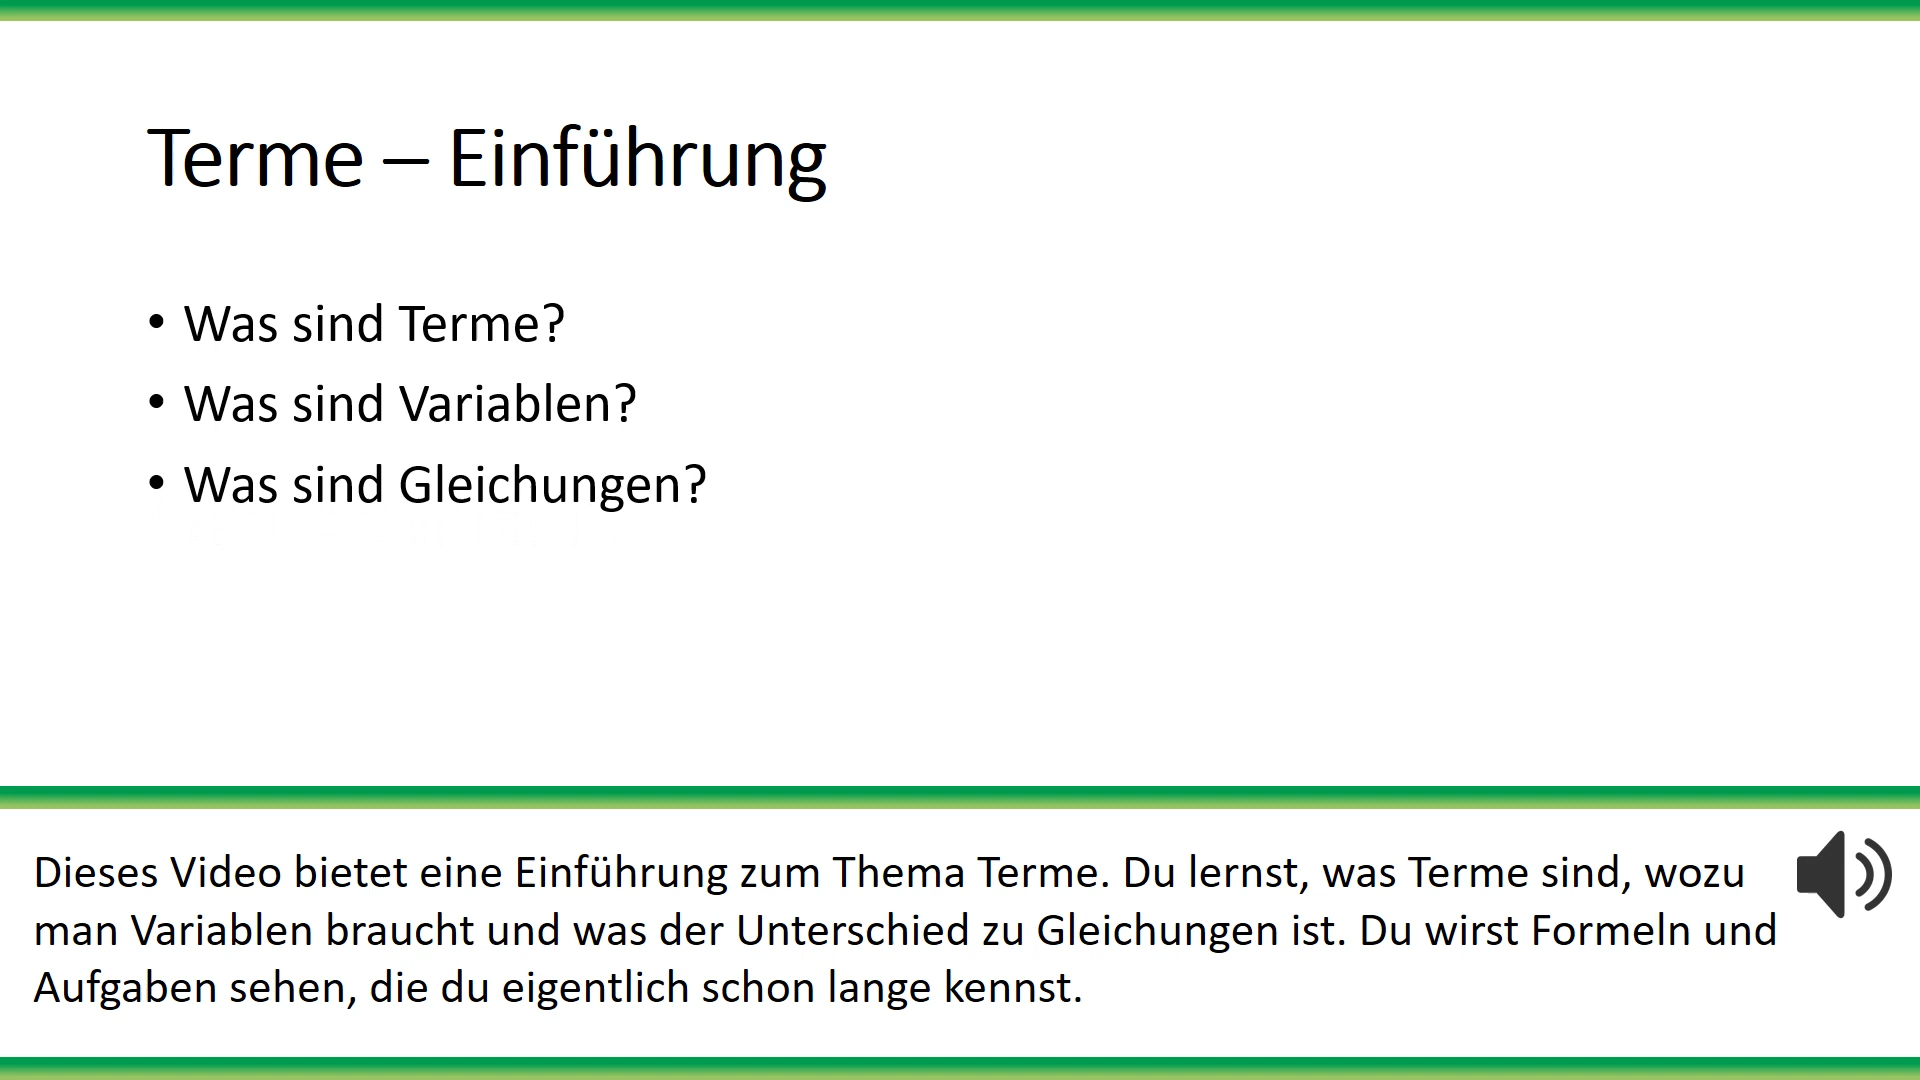 Terme – Einführung
• Was sind Terme?
• Was sind Variablen?
• Was sind Gleichungen?
Dieses Video bietet eine Einführung zum Thema Terme. Du lernst, was Terme sind, wozu
man Variablen braucht und was der Unterschied zu Gleichungen ist. Du wirst Formeln und
Aufgaben sehen, die du eigentlich schon lange kennst.